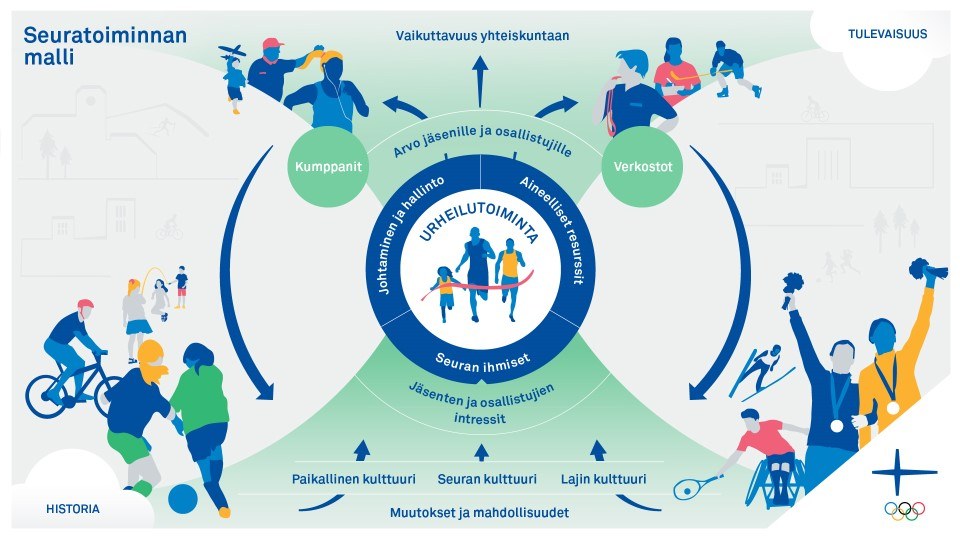 Seuratoiminnan
malli
Vaikuttavuus yhteiskuntaan
TULEVAISUUS
Arvo jäsenille ja osallistujille
Kumppanit
Verkostot
Johtaminen ja hallinto
Aineelliset resurssit
URHEILUTOIMINTA
Seuran ihmiset
Jäsenten ja osallistujien
intressit
Paikallinen kulttuuri
Seuran kulttuuri
Lajin kulttuuri
HISTORIA
Muutokset ja mahdollisuudet